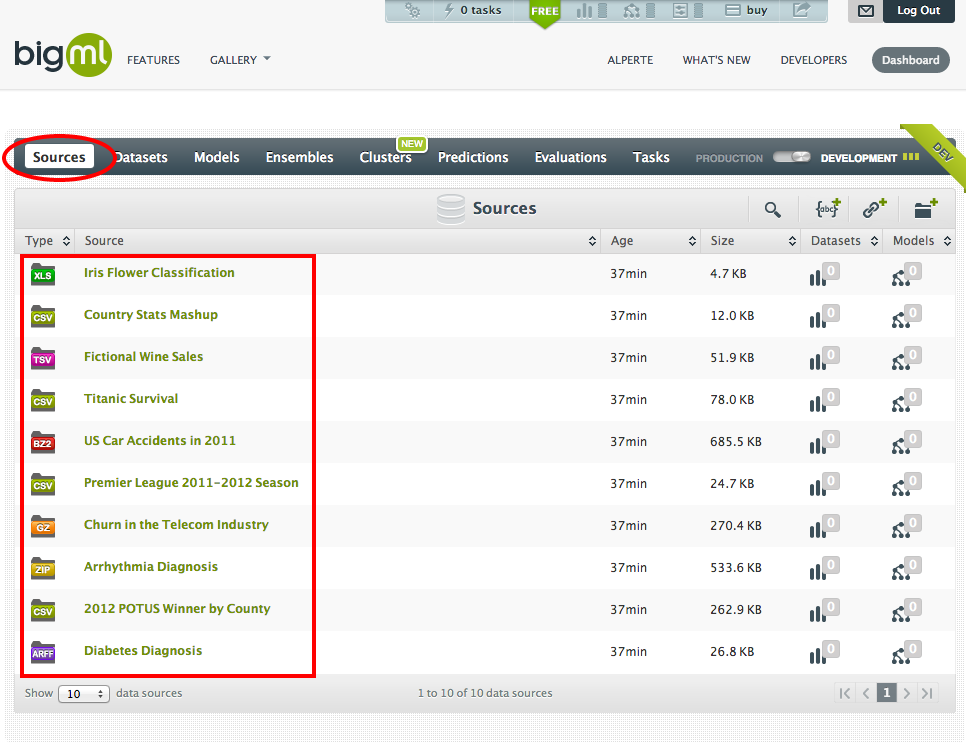 0 tasks FREE buy Log Out
bigml FEATURES GALLERY ALPERTE WHAT'S NEW DEVELOPERS Dashboard
NEW
Sources Datasets Models Ensembles Clusters Predictions Evaluations Tasks PRODUCTION DEVELOPMENT DEV
Sources {abc}
Type Source Age Size Datasets Models
XLS Iris Flower Classification 37min 4.7 KB 0 0
CSV Country Stats Mashup 37min 12.0 KB 0 0
TSV Fictional Wine Sales 37min 51.9 KB 0 0
CSV Titanic Survival 37min 78.0 KB 0 0
BZ2 US Car Accidents in 2011 37min 685.5 KB 0 0
CSV Premier League 2011-2012 Season 37min 24.7 KB 0 0
GZ Churn in the Telecom Industry 37min 270.4 KB 0 0
ZIP Arrhythmia Diagnosis 37min 533.6 KB 0 0
CSV 2012 POTUS Winner by County 37min 262.9 KB 0 0
ARFF Diabetes Diagnosis 37min 26.8 KB 0 0
Show 10 data sources 1 to 10 of 10 data sources 1